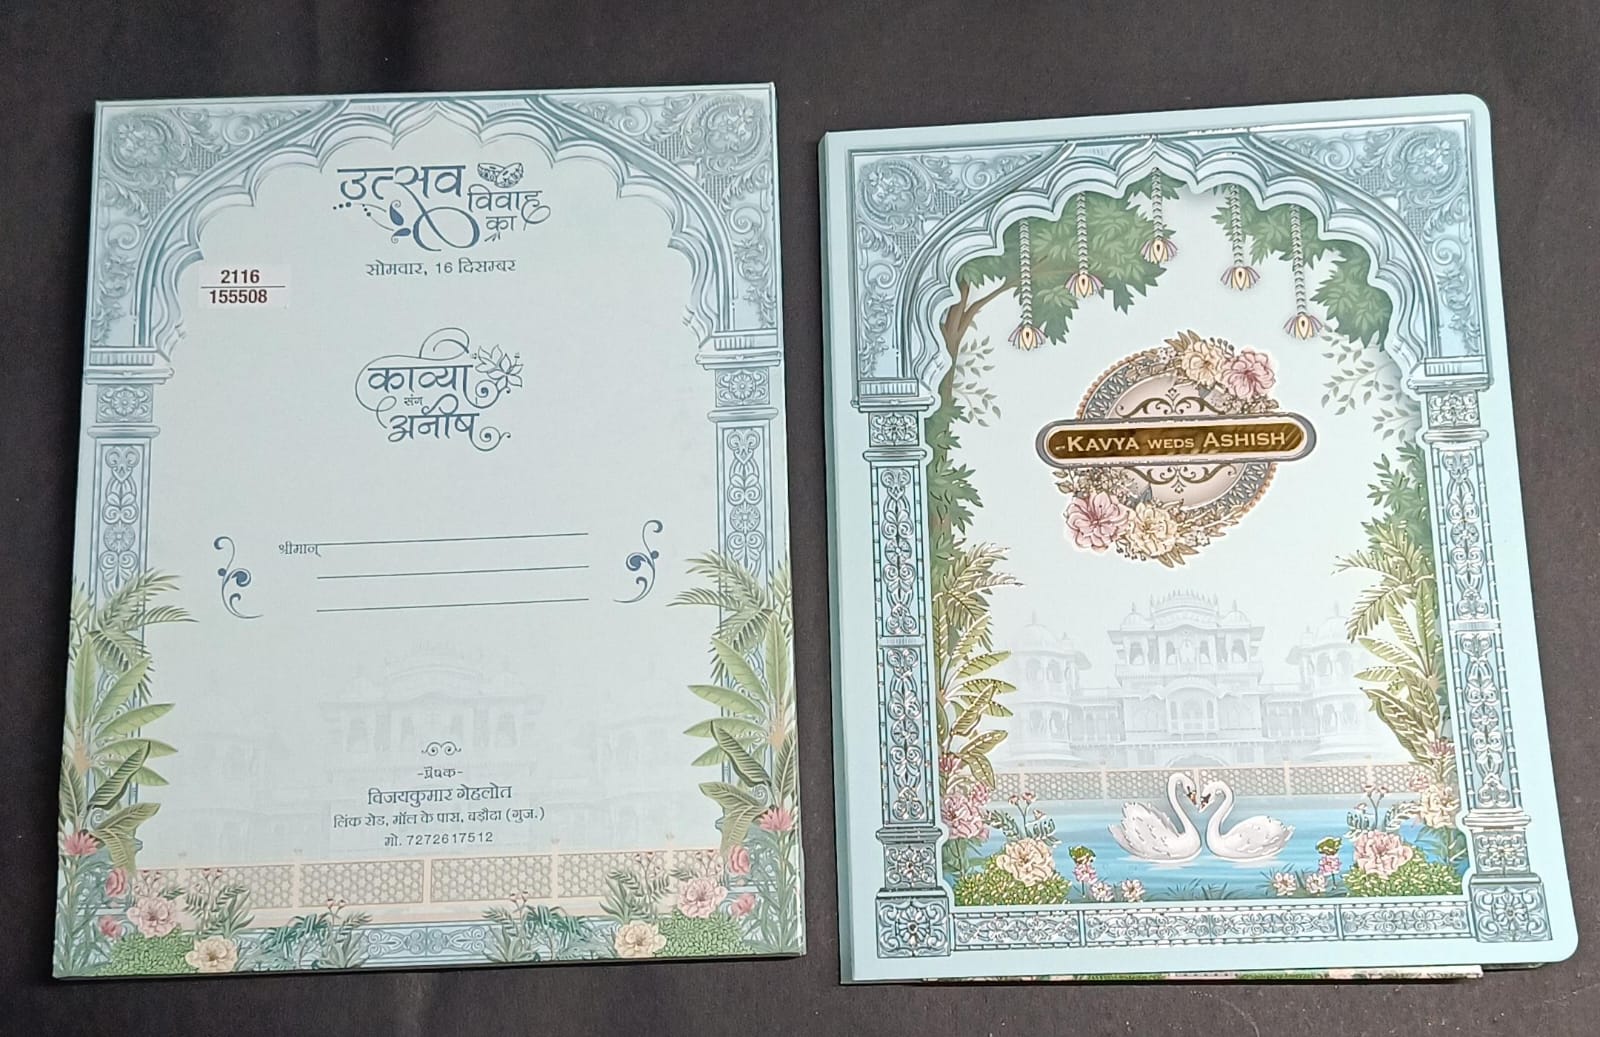 उत्सव
विवाह
का
सोमवार, 16 दिसम्बर
2116
155508
काव्या
संग
अनीष
श्रीमान्
-प्रेषक-
विजयकुमार गेहलोत
लिंक रोड, मॉल के पास, बड़ौदा (गुज.)
मो. 7272617512
KAVYA WEDS ASHISH